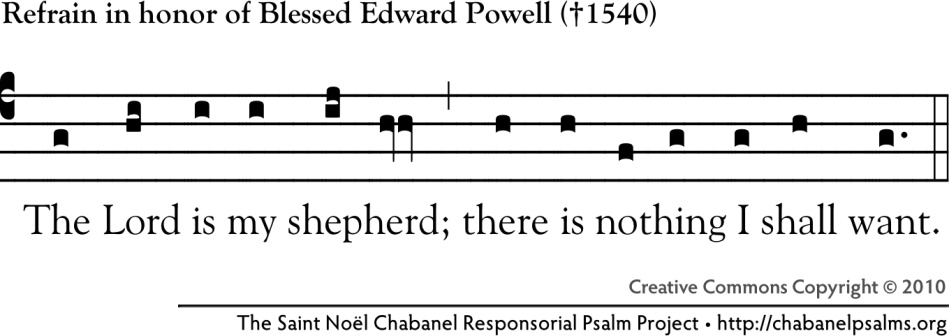 Refrain in honor of Blessed Edward Powell (†1540)
The Lord is my shepherd; there is nothing I shall want.
Creative Commons Copyright © 2010
The Saint Noël Chabanel Responsorial Psalm Project • http://chabanelpsalms.org